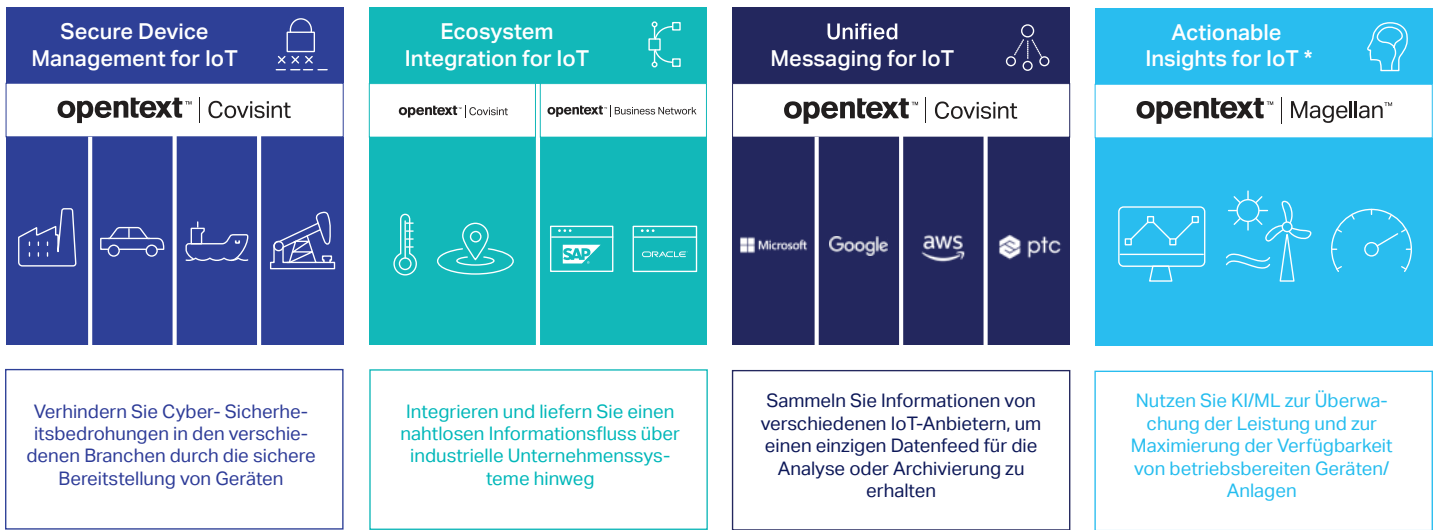 Secure Device
Management for IoT
×××
opentext™ | Covisint
Verhindern Sie Cyber- Sicherhe-
itsbedrohungen in den verschie-
denen Branchen durch die sichere
Bereitstellung von Geräten
Ecosystem
Integration for IoT
opentext™ | Covisint
opentext™ | Business Network
SAP
ORACLE
Integrieren und liefern Sie einen
nahtlosen Informationsfluss über
industrielle Unternehmenssys-
teme hinweg
Unified
Messaging for IoT
opentext™ | Covisint
Microsoft
Google
aws
ptc
Sammeln Sie Informationen von
verschiedenen IoT-Anbietern, um
einen einzigen Datenfeed für die
Analyse oder Archivierung zu
erhalten
Actionable
Insights for IoT *
opentext™ | Magellan™
Nutzen Sie KI/ML zur Überwa-
chung der Leistung und zur
Maximierung der Verfügbarkeit
von betriebsbereiten Geräten/
Anlagen